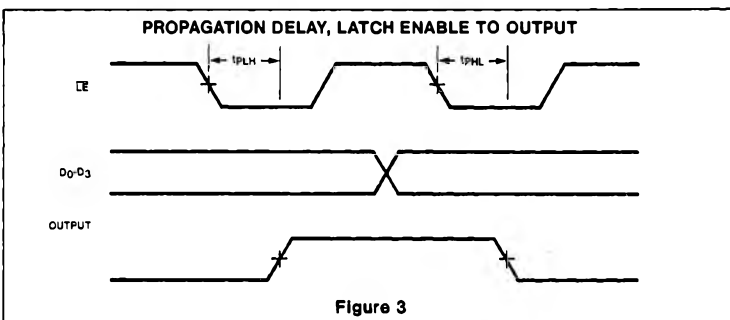 PROPAGATION DELAY, LATCH ENABLE TO OUTPUT
tPLH
tPHL
LE
D0-D3
OUTPUT
Figure 3